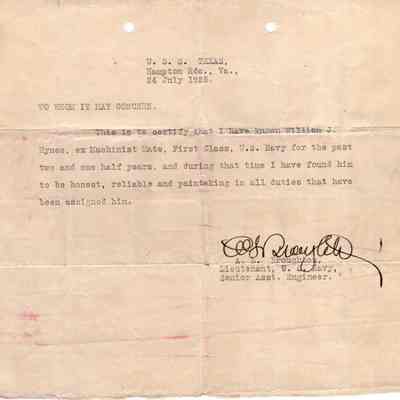 U. S. S. TEXAS,
Hampton Rds., Va.,
24 July 1925.
TO WHOM IT MAY CONCERN.
This is to certify that I have known William J.
Hynes, ex Machinist Mate, First Class, U.S. Navy for the past
two and one half years, and during that time I have found him
to be honest, reliable and paintaking in all duties that have
been assigned him.
A. Broughton,
Lieutenant, U. S. Navy,
Senior Asst. Engineer.